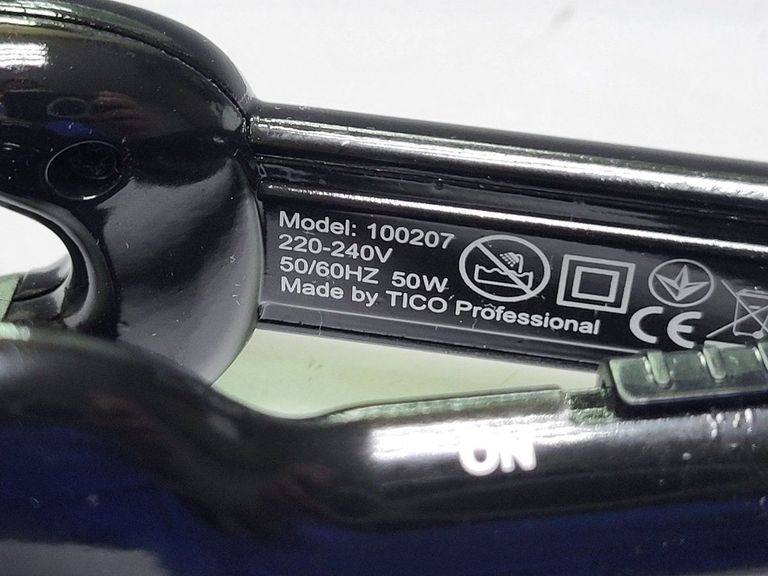 Model: 100207
220-240V
50/60HZ 50W
Made by TICO Professional
CE
ON